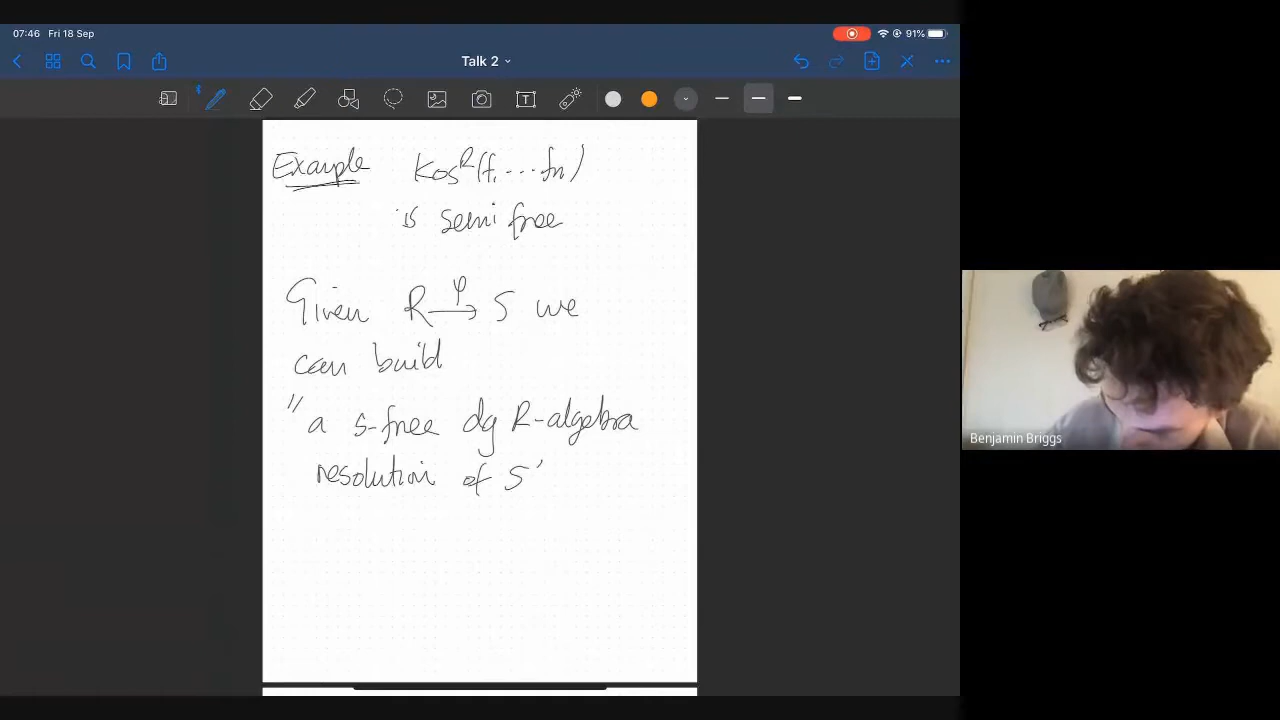 07:46 Fri 18 Sep
91%
Talk 2
T
Example Kos^R(f₁ ... fn)
is semi free
Given R →^φ S we
can build
"a s-free dg R-algebra
resolution of S"
Benjamin Briggs